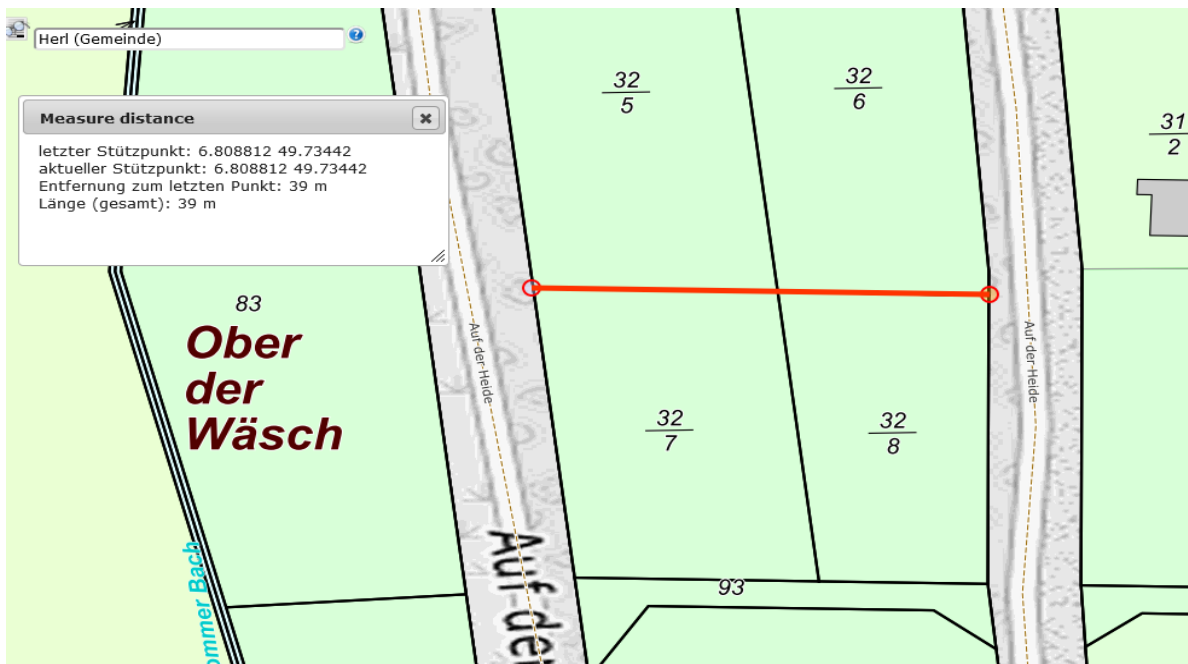 Herl (Gemeinde)
Measure distance
letzter Stützpunkt: 6.808812 49.73442
aktueller Stützpunkt: 6.808812 49.73442
Entfernung zum letzten Punkt: 39 m
Länge (gesamt): 39 m
32
5
32
6
31
2
83
Ober
der
Wäsch
Auf-der-Heide
Auf-der-Heide
32
7
32
8
93
ommer Bach
Auf-der